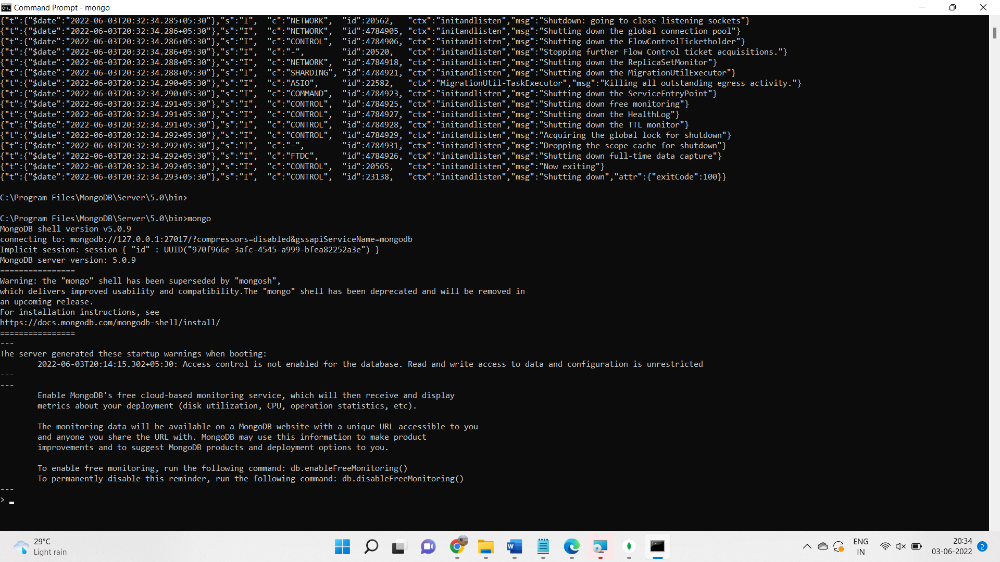 Command Prompt - mongo
{"t":{"$date":"2022-06-03T20:32:34.285+05:30"},"s":"I",  "c":"NETWORK",  "id":20562,   "ctx":"initandlisten","msg":"Shutdown: going to close listening sockets"}
{"t":{"$date":"2022-06-03T20:32:34.286+05:30"},"s":"I",  "c":"NETWORK",  "id":4784905, "ctx":"initandlisten","msg":"Shutting down the global connection pool"}
{"t":{"$date":"2022-06-03T20:32:34.286+05:30"},"s":"I",  "c":"CONTROL",  "id":4784906, "ctx":"initandlisten","msg":"Shutting down the FlowControlTicketholder"}
{"t":{"$date":"2022-06-03T20:32:34.286+05:30"},"s":"I",  "c":"-",        "id":20520,   "ctx":"initandlisten","msg":"Stopping further Flow Control ticket acquisitions."}
{"t":{"$date":"2022-06-03T20:32:34.288+05:30"},"s":"I",  "c":"NETWORK",  "id":4784918, "ctx":"initandlisten","msg":"Shutting down the ReplicaSetMonitor"}
{"t":{"$date":"2022-06-03T20:32:34.288+05:30"},"s":"I",  "c":"SHARDING", "id":4784921, "ctx":"initandlisten","msg":"Shutting down the MigrationUtilExecutor"}
{"t":{"$date":"2022-06-03T20:32:34.290+05:30"},"s":"I",  "c":"ASIO",     "id":22582,   "ctx":"MigrationUtil-TaskExecutor","msg":"Killing all outstanding egress activity."}
{"t":{"$date":"2022-06-03T20:32:34.290+05:30"},"s":"I",  "c":"COMMAND",  "id":4784923, "ctx":"initandlisten","msg":"Shutting down the ServiceEntryPoint"}
{"t":{"$date":"2022-06-03T20:32:34.291+05:30"},"s":"I",  "c":"CONTROL",  "id":4784925, "ctx":"initandlisten","msg":"Shutting down free monitoring"}
{"t":{"$date":"2022-06-03T20:32:34.291+05:30"},"s":"I",  "c":"CONTROL",  "id":4784927, "ctx":"initandlisten","msg":"Shutting down the HealthLog"}
{"t":{"$date":"2022-06-03T20:32:34.291+05:30"},"s":"I",  "c":"CONTROL",  "id":4784928, "ctx":"initandlisten","msg":"Shutting down the TTL monitor"}
{"t":{"$date":"2022-06-03T20:32:34.292+05:30"},"s":"I",  "c":"CONTROL",  "id":4784929, "ctx":"initandlisten","msg":"Acquiring the global lock for shutdown"}
{"t":{"$date":"2022-06-03T20:32:34.292+05:30"},"s":"I",  "c":"-",        "id":4784931, "ctx":"initandlisten","msg":"Dropping the scope cache for shutdown"}
{"t":{"$date":"2022-06-03T20:32:34.292+05:30"},"s":"I",  "c":"FTDC",     "id":4784926, "ctx":"initandlisten","msg":"Shutting down full-time data capture"}
{"t":{"$date":"2022-06-03T20:32:34.292+05:30"},"s":"I",  "c":"CONTROL",  "id":20565,   "ctx":"initandlisten","msg":"Now exiting"}
{"t":{"$date":"2022-06-03T20:32:34.293+05:30"},"s":"I",  "c":"CONTROL",  "id":23138,   "ctx":"initandlisten","msg":"Shutting down","attr":{"exitCode":100}}
C:\Program Files\MongoDB\Server\5.0\bin>
C:\Program Files\MongoDB\Server\5.0\bin>mongo
MongoDB shell version v5.0.9
connecting to: mongodb://127.0.0.1:27017/?compressors=disabled&gssapiServiceName=mongodb
Implicit session: session { "id" : UUID("970f966e-3afc-4545-a999-bfea82252a3e") }
MongoDB server version: 5.0.9
================
Warning: the "mongo" shell has been superseded by "mongosh",
which delivers improved usability and compatibility.The "mongo" shell has been deprecated and will be removed in
an upcoming release.
For installation instructions, see
https://docs.mongodb.com/mongodb-shell/install/
================
---
The server generated these startup warnings when booting:
        2022-06-03T20:14:15.302+05:30: Access control is not enabled for the database. Read and write access to data and configuration is unrestricted
---
---
        Enable MongoDB's free cloud-based monitoring service, which will then receive and display
        metrics about your deployment (disk utilization, CPU, operation statistics, etc).
        The monitoring data will be available on a MongoDB website with a unique URL accessible to you
        and anyone you share the URL with. MongoDB may use this information to make product
        improvements and to suggest MongoDB products and deployment options to you.
        To enable free monitoring, run the following command: db.enableFreeMonitoring()
        To permanently disable this reminder, run the following command: db.disableFreeMonitoring()
---
>
29°C
Light rain
ENG
IN
20:34
03-06-2022
2